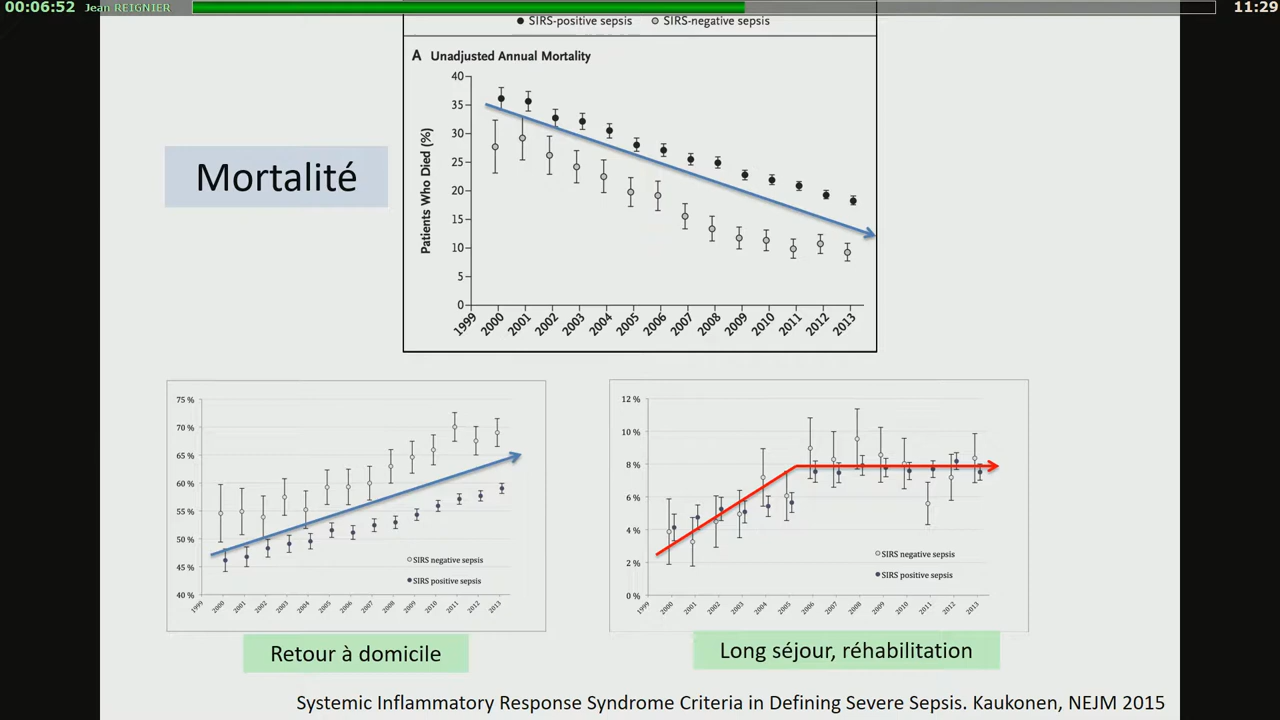 00:06:52 Jean REIGNIER 11:29
SIRS-positive sepsis SIRS-negative sepsis
A Unadjusted Annual Mortality
Mortalité
Patients Who Died (%)
40
35
30
25
20
15
10
5
0
1999 2000 2001 2002 2003 2004 2005 2006 2007 2008 2009 2010 2011 2012 2013
75 %
70 %
65 %
60 %
55 %
50 %
45 %
40 %
SIRS negative sepsis
SIRS positive sepsis
1999 2000 2001 2002 2003 2004 2005 2006 2007 2008 2009 2010 2011 2012 2013
Retour à domicile
12 %
10 %
8 %
6 %
4 %
2 %
0 %
SIRS negative sepsis
SIRS positive sepsis
1999 2000 2001 2002 2003 2004 2005 2006 2007 2008 2009 2010 2011 2012 2013
Long séjour, réhabilitation
Systemic Inflammatory Response Syndrome Criteria in Defining Severe Sepsis. Kaukonen, NEJM 2015